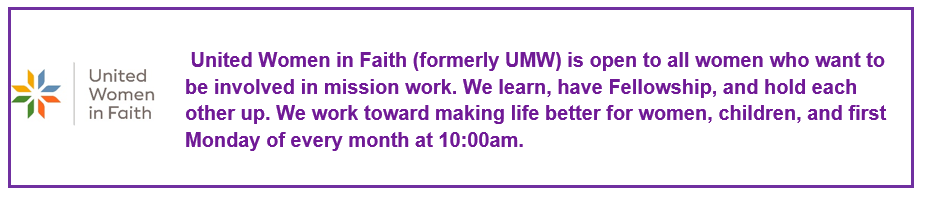 United
Women
in Faith
United Women in Faith (formerly UMW) is open to all women who want to
be involved in mission work. We learn, have Fellowship, and hold each
other up. We work toward making life better for women, children, and first
Monday of every month at 10:00am.